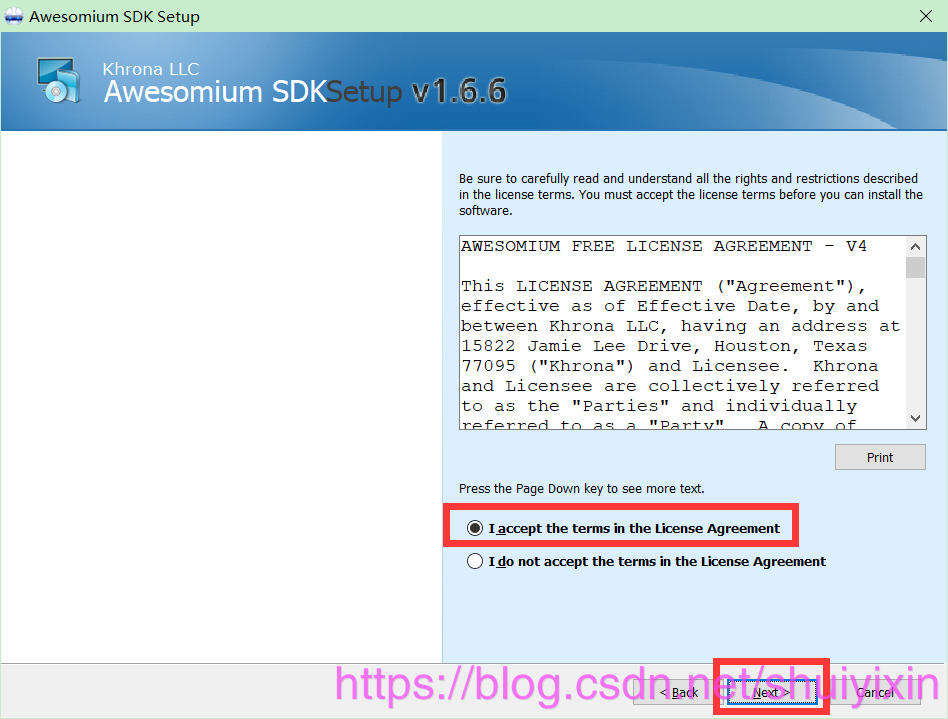 Awesomium SDK Setup
Khrona LLC
Awesomium SDKSetup v1.6.6
Be sure to carefully read and understand all the rights and restrictions described
in the license terms. You must accept the license terms before you can install the
software.
AWESOMIUM FREE LICENSE AGREEMENT - V4
This LICENSE AGREEMENT ("Agreement"),
effective as of Effective Date, by and
between Khrona LLC, having an address at
15822 Jamie Lee Drive, Houston, Texas
77095 ("Khrona") and Licensee.  Khrona
and Licensee are collectively referred
to as the "Parties" and individually
referred to as a "Party".  A copy of
Print
Press the Page Down key to see more text.
I accept the terms in the License Agreement
I do not accept the terms in the License Agreement
< Back
Next >
Cancel
https://blog.csdn.net/shuiyixin